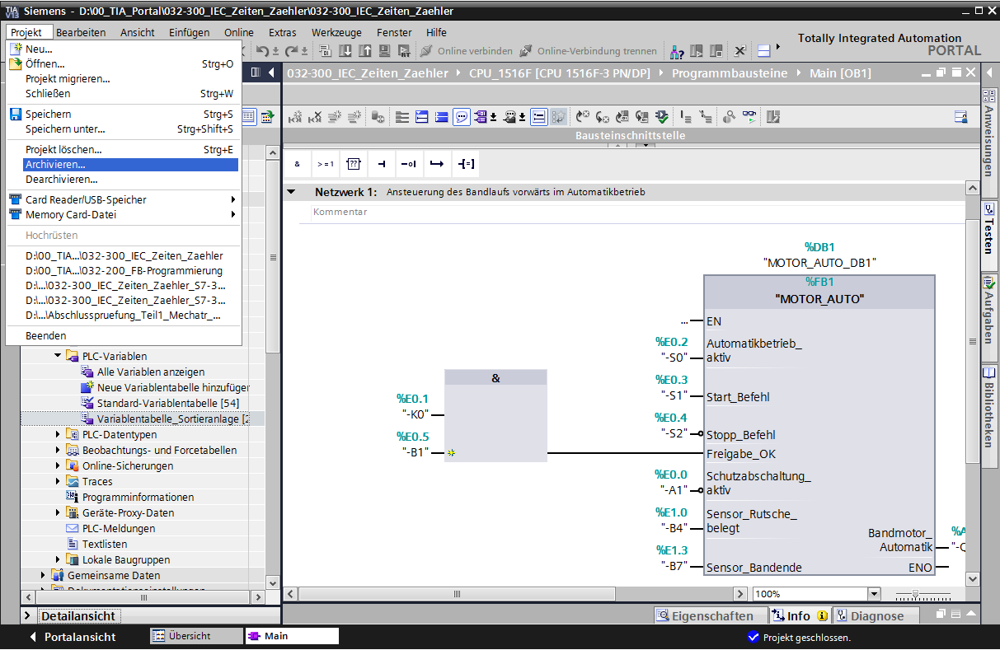 TIA
V13
Siemens - D:\00_TIA_Portal\032-300_IEC_Zeiten_Zaehler\032-300_IEC_Zeiten_Zaehler
Projekt Bearbeiten Ansicht Einfügen Online Extras Werkzeuge Fenster Hilfe
Totally Integrated Automation
PORTAL
Online verbinden Online-Verbindung trennen
Neu...
Öffnen... Strg+O
Projekt migrieren...
Schließen Strg+W
Speichern Strg+S
Speichern unter... Strg+Shift+S
Projekt löschen... Strg+E
Archivieren...
Dearchivieren...
Card Reader/USB-Speicher
Memory Card-Datei
Hochrüsten
D:\00_TIA...\032-300_IEC_Zeiten_Zaehler
D:\00_TIA...\032-200_FB-Programmierung
D:\...\032-300_IEC_Zeiten_Zaehler_S7-3...
D:\...\032-300_IEC_Zeiten_Zaehler_S7-3...
D:\...\Abschlusspruefung_Teil1_Mechatr_...
Beenden
PLC-Variablen
Alle Variablen anzeigen
Neue Variablentabelle hinzufüger
Standard-Variablentabelle [54]
Variablentabelle_Sortieranlage [2
PLC-Datentypen
Beobachtungs- und Forcetabellen
Online-Sicherungen
Traces
Programminformationen
Geräte-Proxy-Daten
PLC-Meldungen
Textlisten
Lokale Baugruppen
Gemeinsame Daten
Dokumentationseinstellungen
Detailansicht
032-300_IEC_Zeiten_Zaehler CPU_1516F [CPU 1516F-3 PN/DP] Programmbausteine Main [OB1]
Bausteinschnittstelle
& >=1 ?? -o| [=]
Netzwerk 1: Ansteuerung des Bandlaufs vorwärts im Automatikbetrieb
Kommentar
%DB1
"MOTOR_AUTO_DB1"
%FB1
"MOTOR_AUTO"
... EN
%E0.2
"-S0"
Automatikbetrieb_
aktiv
%E0.3
"-S1" Start_Befehl
%E0.4
"-S2" Stopp_Befehl
&
%E0.1
"-K0"
%E0.5
"-B1"
Freigabe_OK
%E0.0
"-A1"
Schutzabschaltung_
aktiv
%E1.0
"-B4"
Sensor_Rutsche_
belegt
%E1.3
"-B7" Sensor_Bandende
Bandmotor_
Automatik
%A
"-Q
ENO
100%
Eigenschaften Info Diagnose
Anweisungen
Testen
Aufgaben
Bibliotheken
Portalansicht Übersicht Main Projekt geschlossen.